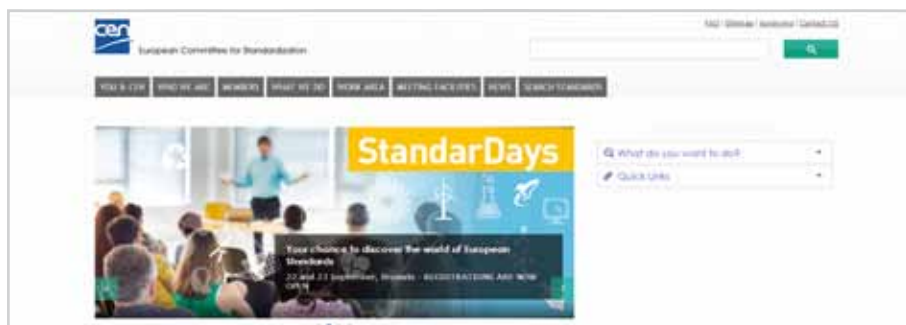 FAQ | Sitemap | Acronyms | Contact Us
cen
European Committee for Standardization
YOU & CEN WHO WE ARE MEMBERS WHAT WE DO WORK AREA MEETING FACILITIES NEWS SEARCH STANDARDS
StandarDays
What do you want to do?
Quick Links
Your chance to discover the world of European
Standards
22 and 23 September, Brussels - REGISTRATIONS ARE NOW
OPEN